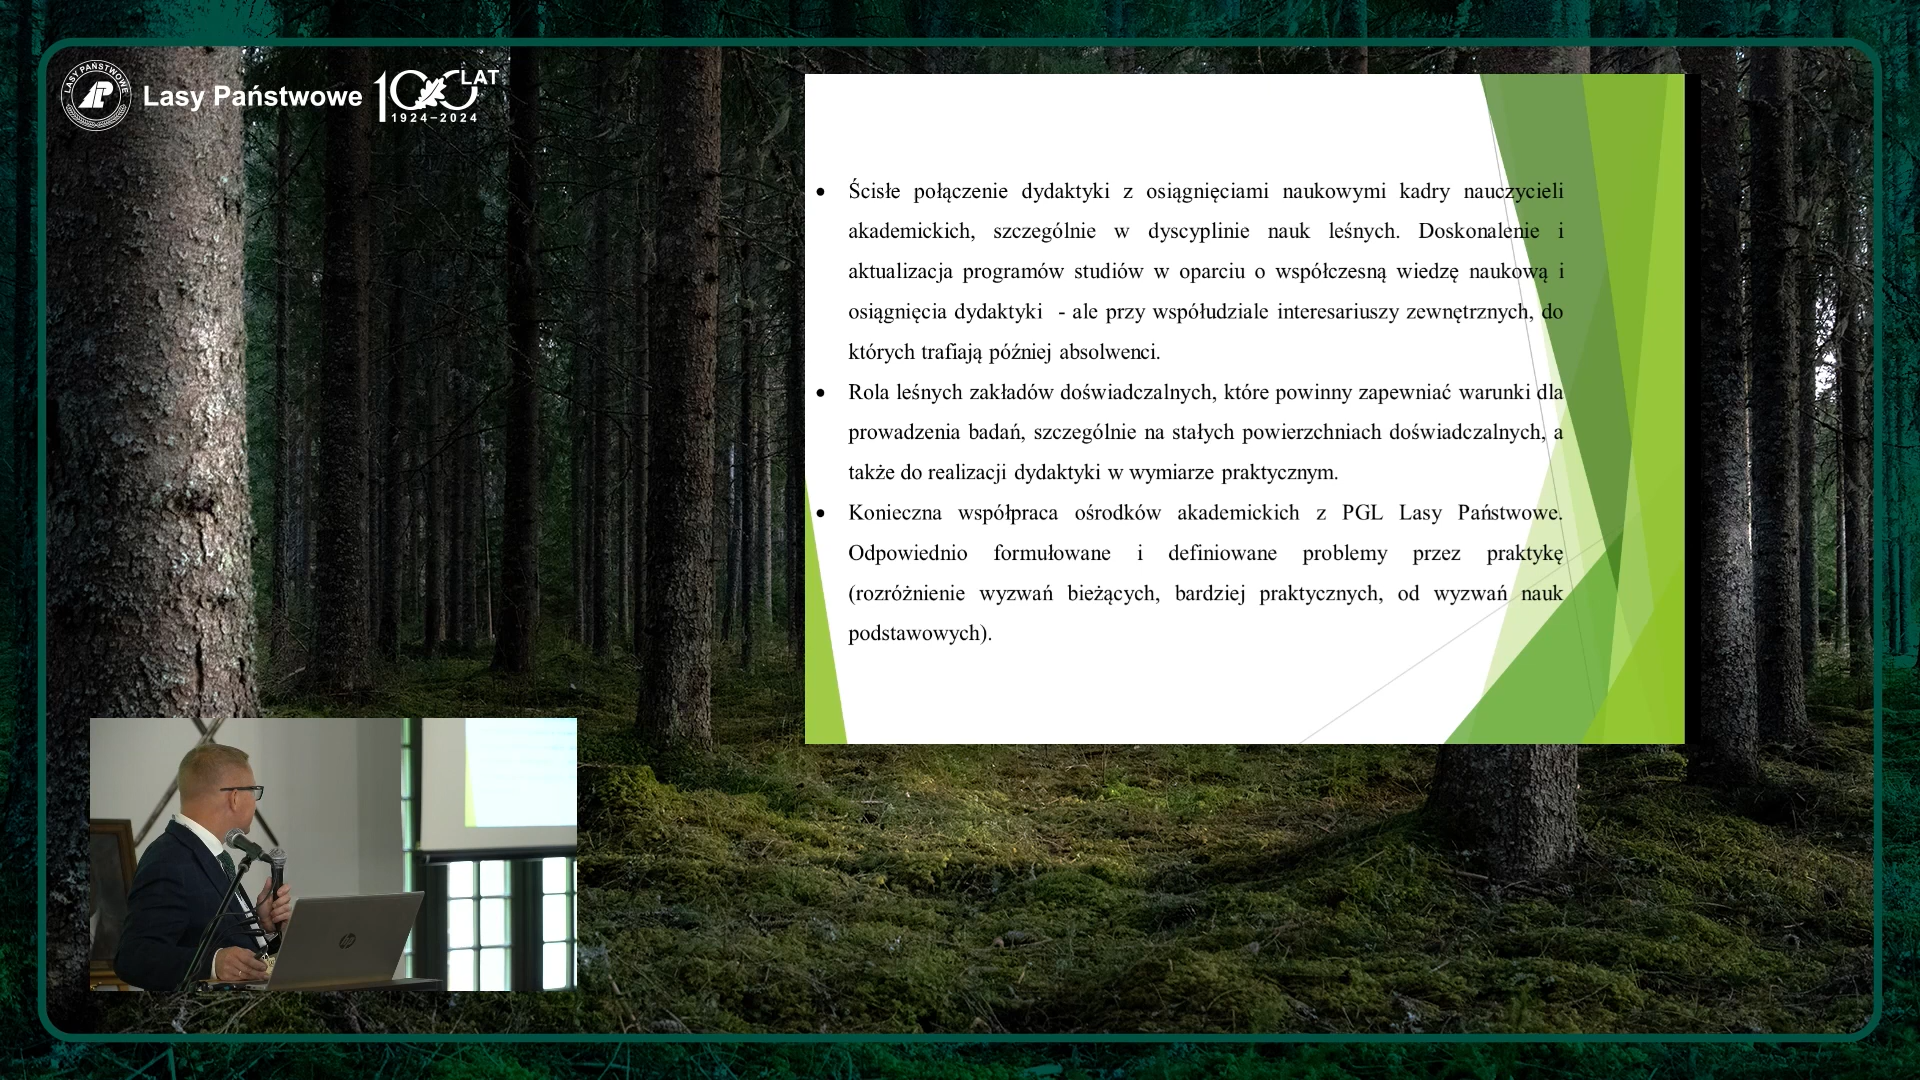 LASY PAŃSTWOWE
Lasy Państwowe
100 LAT
1924–2024
• Ścisłe połączenie dydaktyki z osiągnięciami naukowymi kadry nauczycieli
akademickich, szczególnie w dyscyplinie nauk leśnych. Doskonalenie i
aktualizacja programów studiów w oparciu o współczesną wiedzę naukową i
osiągnięcia dydaktyki - ale przy współudziale interesariuszy zewnętrznych, do
których trafiają później absolwenci.
• Rola leśnych zakładów doświadczalnych, które powinny zapewniać warunki dla
prowadzenia badań, szczególnie na stałych powierzchniach doświadczalnych, a
także do realizacji dydaktyki w wymiarze praktycznym.
• Konieczna współpraca ośrodków akademickich z PGL Lasy Państwowe.
Odpowiednio formułowane i definiowane problemy przez praktykę
(rozróżnienie wyzwań bieżących, bardziej praktycznych, od wyzwań nauk
podstawowych).
hp